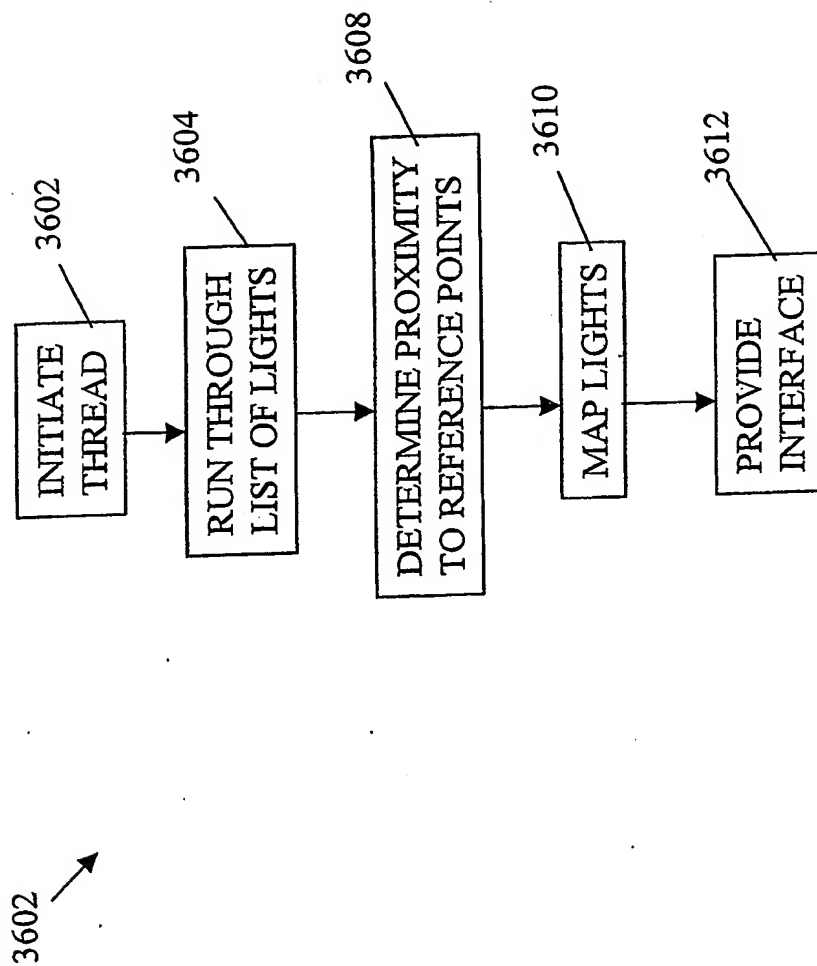 3602
INITIATE
THREAD
3602
RUN THROUGH
LIST OF LIGHTS
3604
DETERMINE PROXIMITY
TO REFERENCE POINTS
3608
MAP LIGHTS
3610
PROVIDE
INTERFACE
3612